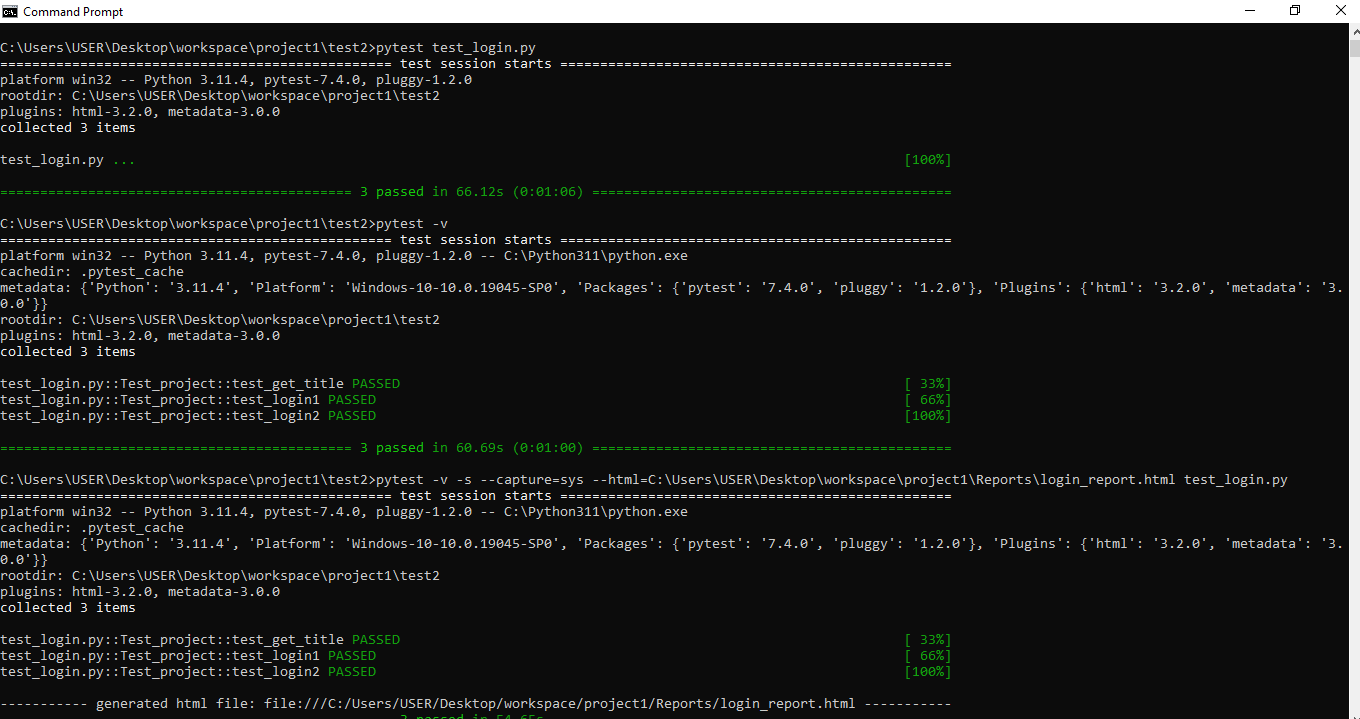 Command Prompt
C:\Users\USER\Desktop\workspace\project1\test2>pytest test_login.py
================================================= test session starts =================================================
platform win32 -- Python 3.11.4, pytest-7.4.0, pluggy-1.2.0
rootdir: C:\Users\USER\Desktop\workspace\project1\test2
plugins: html-3.2.0, metadata-3.0.0
collected 3 items
test_login.py ... [100%]
============================================ 3 passed in 66.12s (0:01:06) =============================================
C:\Users\USER\Desktop\workspace\project1\test2>pytest -v
================================================= test session starts =================================================
platform win32 -- Python 3.11.4, pytest-7.4.0, pluggy-1.2.0 -- C:\Python311\python.exe
cachedir: .pytest_cache
metadata: {'Python': '3.11.4', 'Platform': 'Windows-10-10.0.19045-SP0', 'Packages': {'pytest': '7.4.0', 'pluggy': '1.2.0'}, 'Plugins': {'html': '3.2.0', 'metadata': '3.
0.0'}}
rootdir: C:\Users\USER\Desktop\workspace\project1\test2
plugins: html-3.2.0, metadata-3.0.0
collected 3 items
test_login.py::Test_project::test_get_title PASSED [ 33%]
test_login.py::Test_project::test_login1 PASSED [ 66%]
test_login.py::Test_project::test_login2 PASSED [100%]
============================================ 3 passed in 60.69s (0:01:00) =============================================
C:\Users\USER\Desktop\workspace\project1\test2>pytest -v -s --capture=sys --html=C:\Users\USER\Desktop\workspace\project1\Reports\login_report.html test_login.py
================================================= test session starts =================================================
platform win32 -- Python 3.11.4, pytest-7.4.0, pluggy-1.2.0 -- C:\Python311\python.exe
cachedir: .pytest_cache
metadata: {'Python': '3.11.4', 'Platform': 'Windows-10-10.0.19045-SP0', 'Packages': {'pytest': '7.4.0', 'pluggy': '1.2.0'}, 'Plugins': {'html': '3.2.0', 'metadata': '3.
0.0'}}
rootdir: C:\Users\USER\Desktop\workspace\project1\test2
plugins: html-3.2.0, metadata-3.0.0
collected 3 items
test_login.py::Test_project::test_get_title PASSED [ 33%]
test_login.py::Test_project::test_login1 PASSED [ 66%]
test_login.py::Test_project::test_login2 PASSED [100%]
----------- generated html file: file:///C:/Users/USER/Desktop/workspace/project1/Reports/login_report.html -----------
3 passed in 54.65s